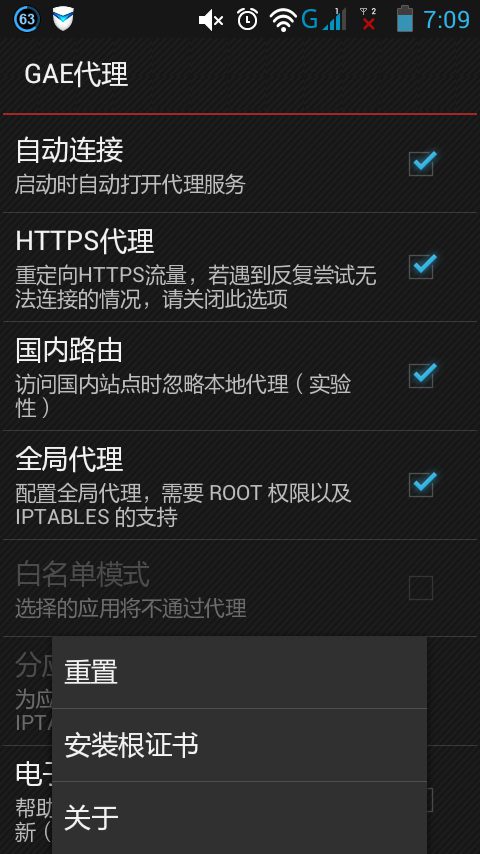 63
G
1
2
7:09
GAE代理
自动连接
启动时自动打开代理服务
HTTPS代理
重定向HTTPS流量，若遇到反复尝试无
法连接的情况，请关闭此选项
国内路由
访问国内站点时忽略本地代理（实验
性）
全局代理
配置全局代理，需要 ROOT 权限以及
IPTABLES 的支持
白名单模式
选择的应用将不通过代理
分应
为应
IPTA
电子
帮助
新（
重置
安装根证书
关于